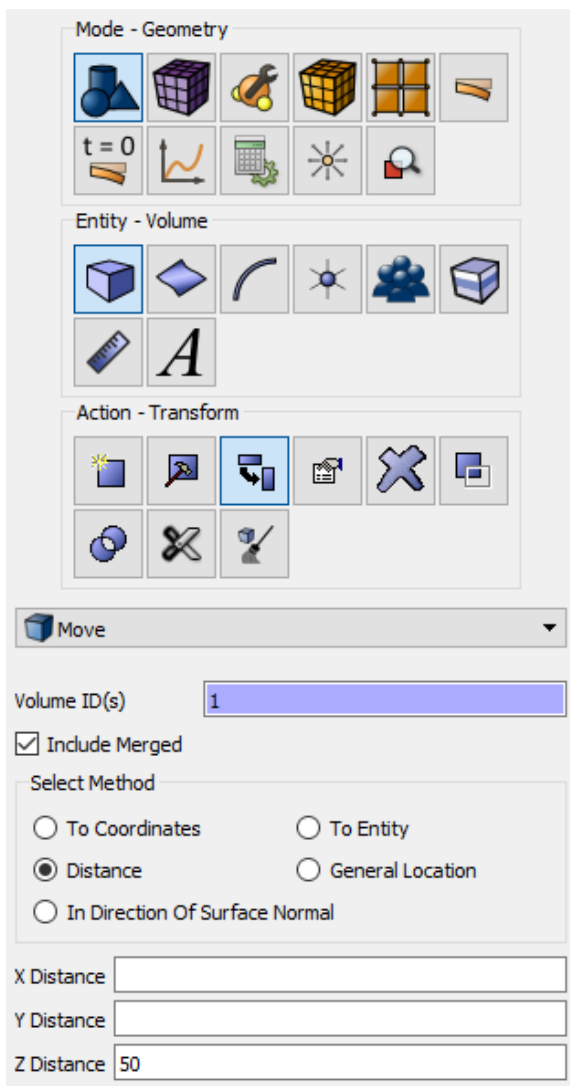 Mode - Geometry
t = 0
Entity - Volume
A
Action - Transform
Move
Volume ID(s) 1
Include Merged
Select Method
To Coordinates To Entity
Distance General Location
In Direction Of Surface Normal
X Distance
Y Distance
Z Distance 50